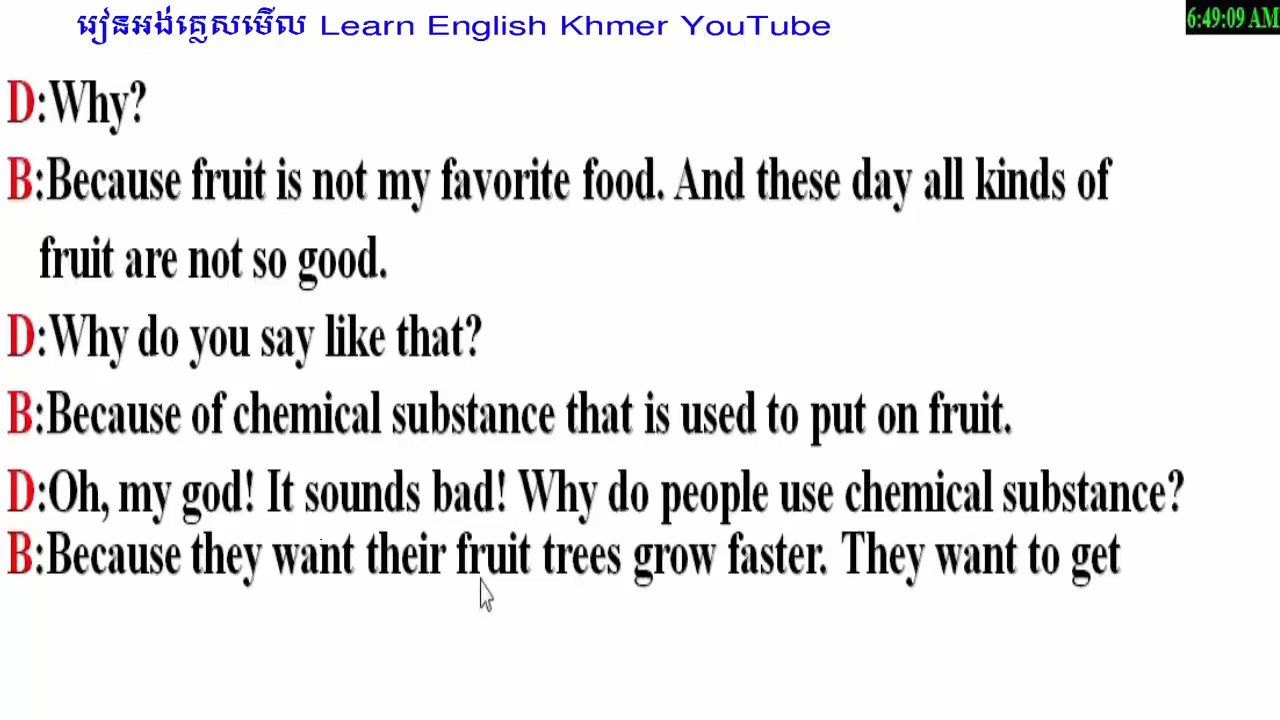 រៀនអង់គ្លេសមើល Learn English Khmer YouTube
6:49:09 AM
D:Why?
B:Because fruit is not my favorite food. And these day all kinds of
fruit are not so good.
D:Why do you say like that?
B:Because of chemical substance that is used to put on fruit.
D:Oh, my god! It sounds bad! Why do people use chemical substance?
B:Because they want their fruit trees grow faster. They want to get